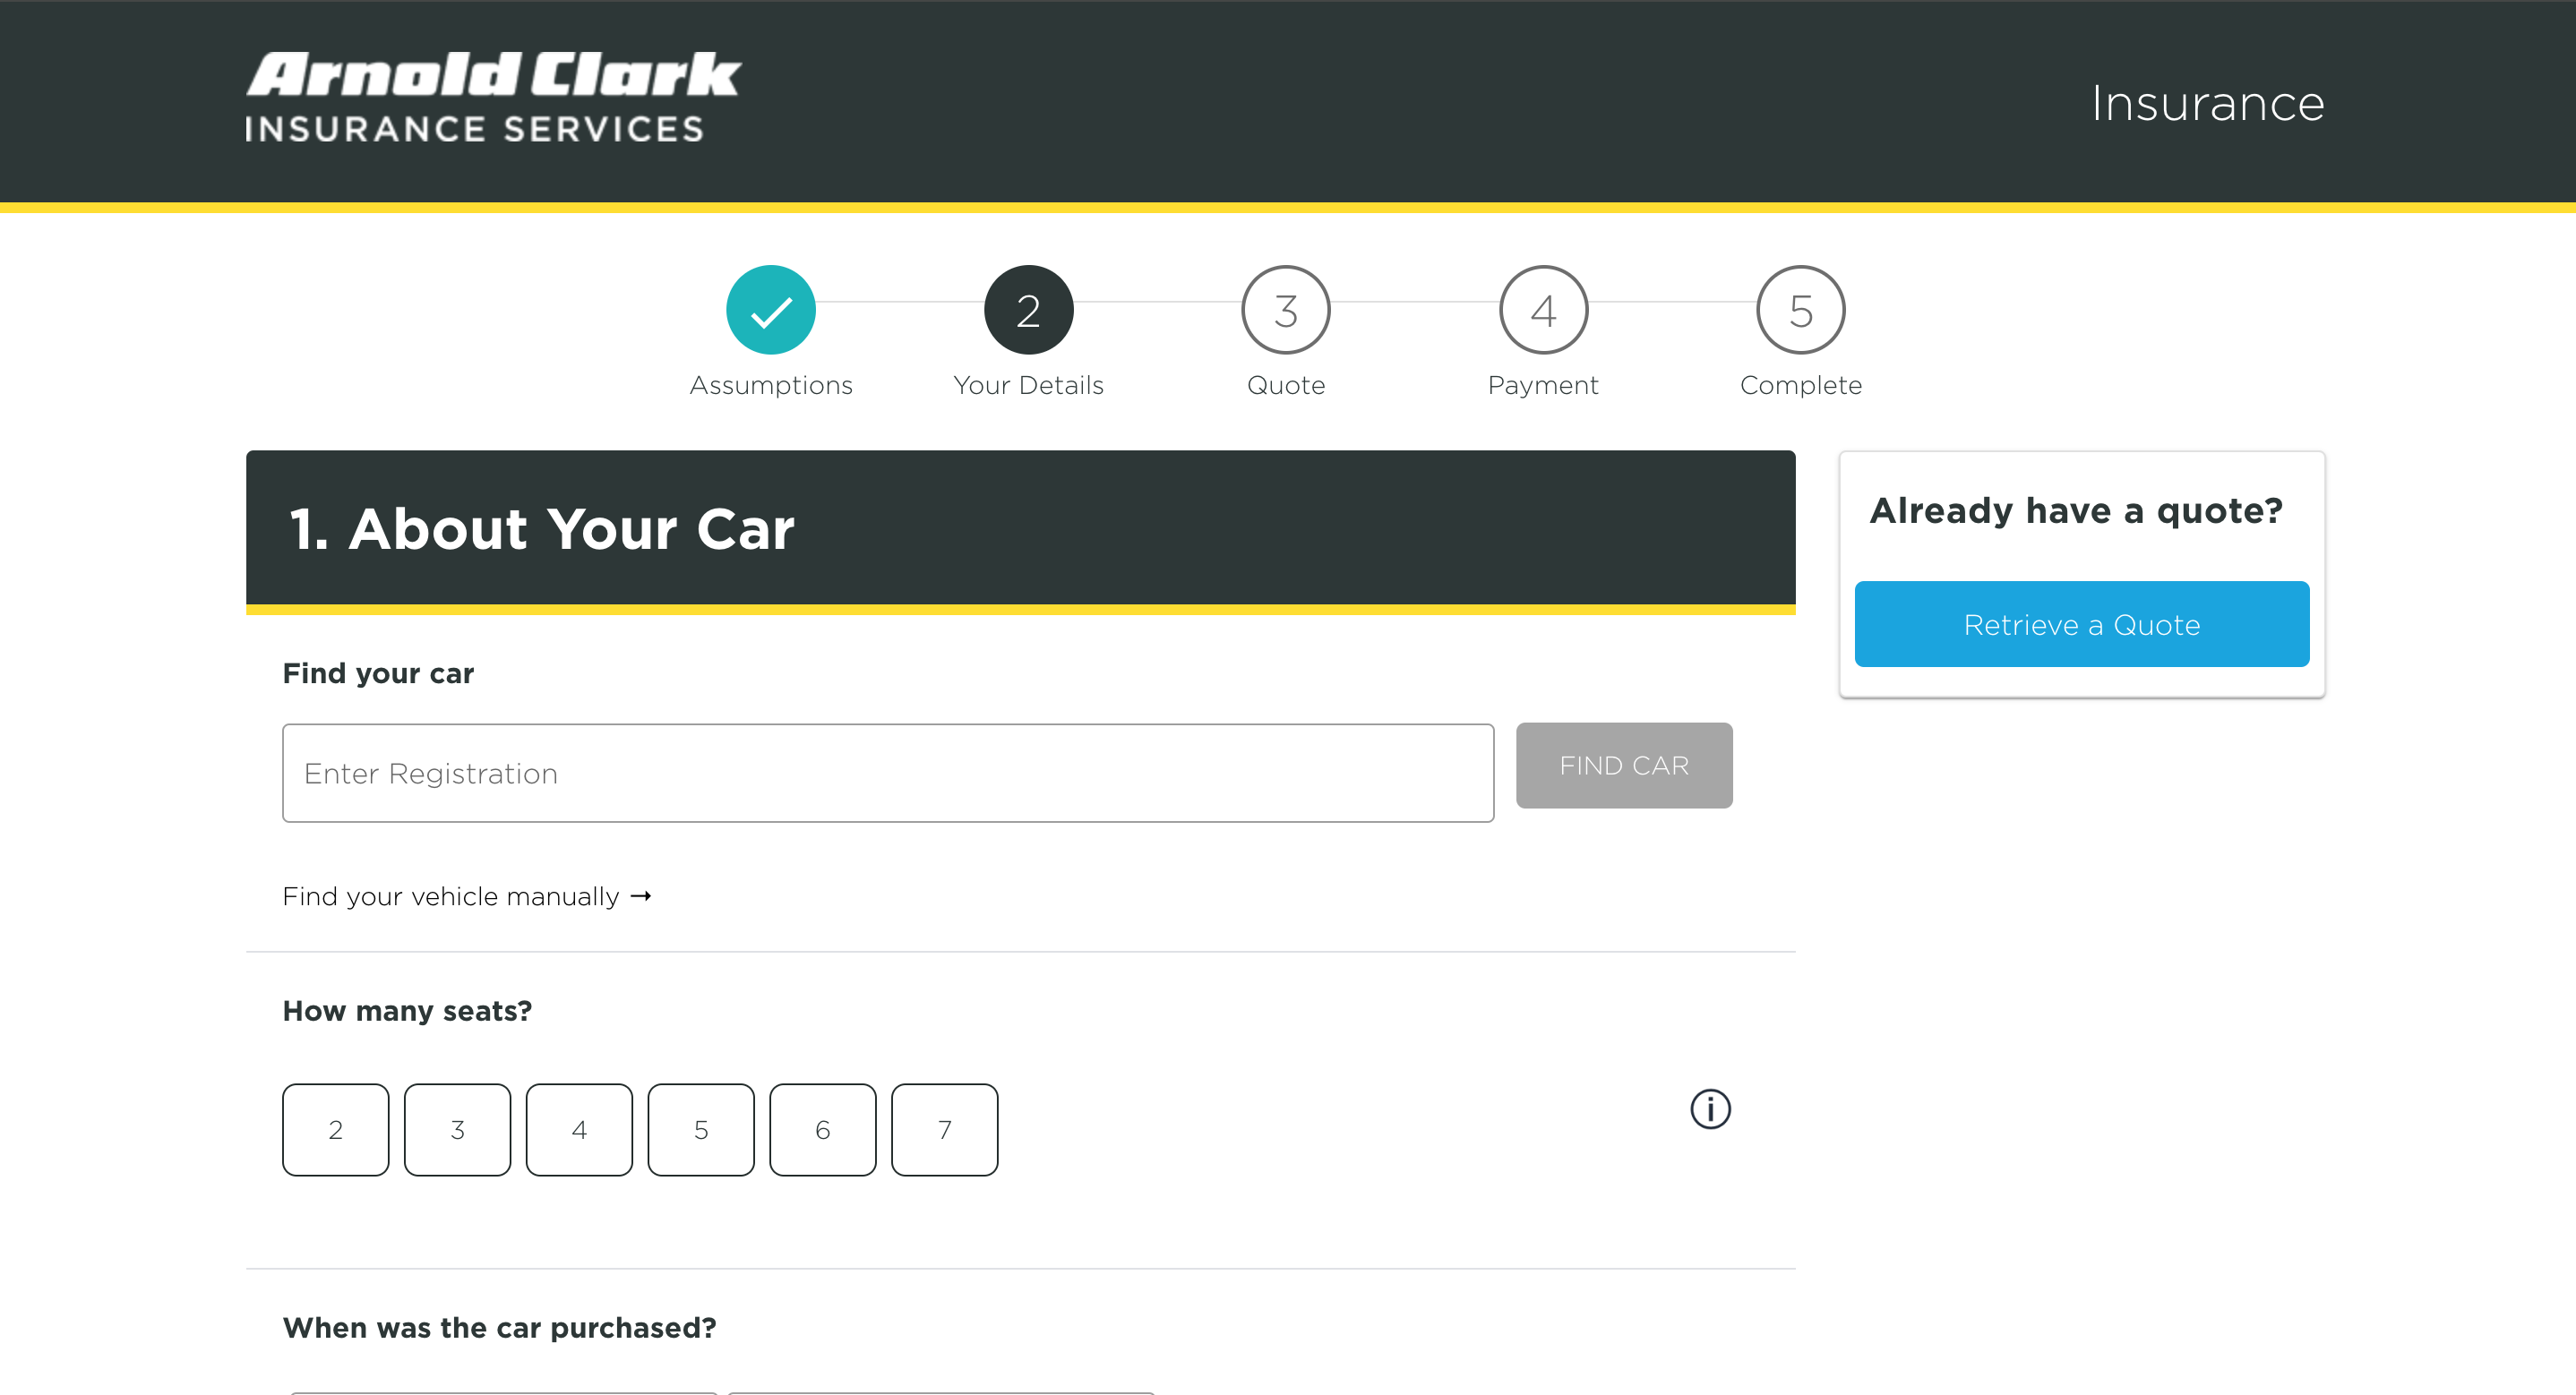 Arnold Clark
INSURANCE SERVICES
Insurance
2
3
4
5
Assumptions
Your Details
Quote
Payment
Complete
1. About Your Car
Already have a quote?
Retrieve a Quote
Find your car
Enter Registration
FIND CAR
Find your vehicle manually →
How many seats?
2
3
4
5
6
7
i
When was the car purchased?